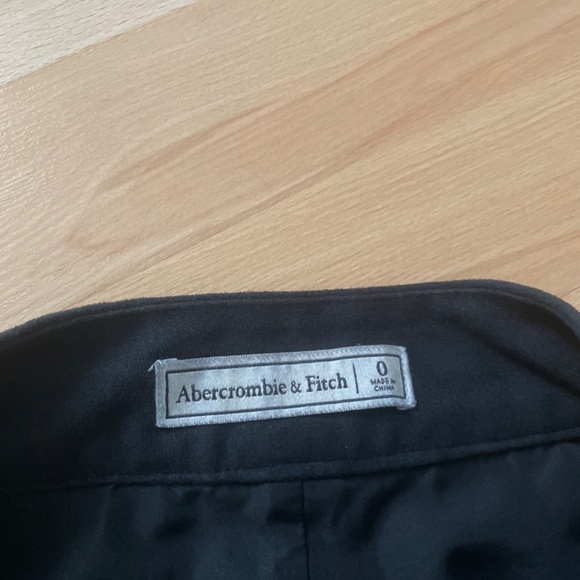 Abercrombie & Fitch | 0
MADE IN
CHINA